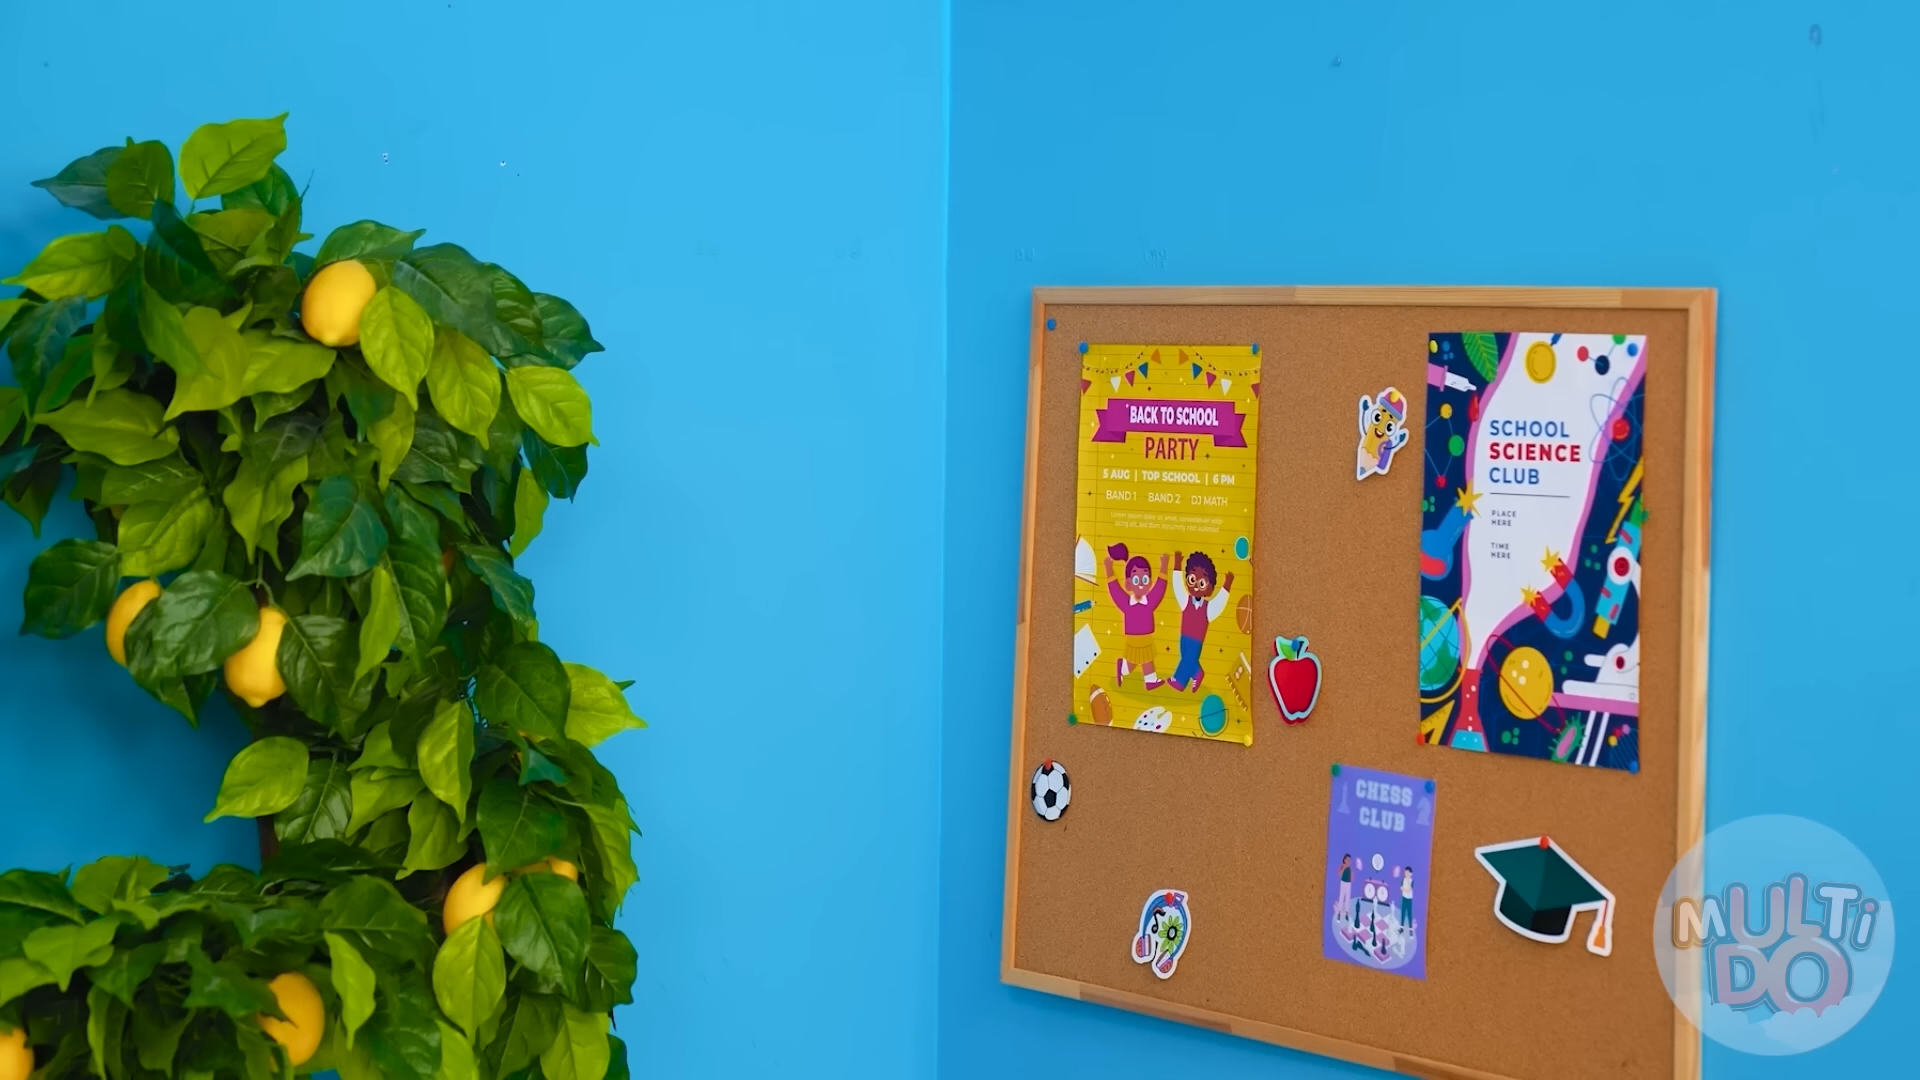 BACK TO SCHOOL
PARTY
5 AUG | TOP SCHOOL | 6 PM
BAND 1 BAND 2 DJ MATH
SCHOOL
SCIENCE
CLUB
PLACE
HERE
TIME
HERE
CHESS
CLUB
MULTi
DO